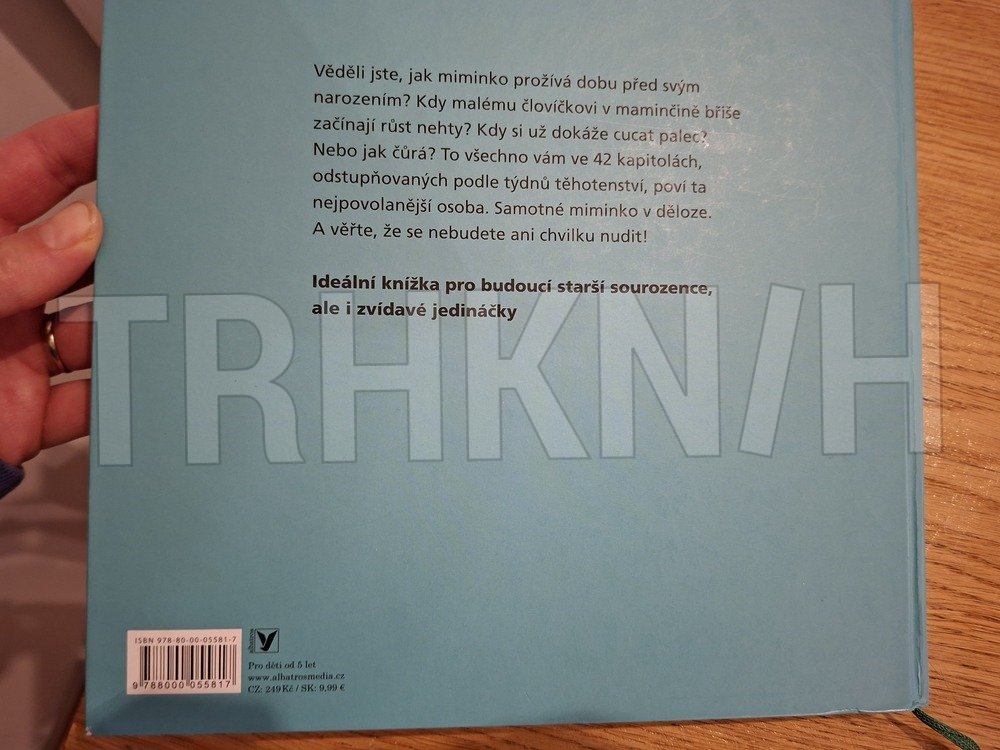 Věděli jste, jak miminko prožívá dobu před svým
narozením? Kdy malému človíčkovi v maminčině břiše
začínají růst nehty? Kdy si už dokáže cucat palec?
Nebo jak čůrá? To všechno vám ve 42 kapitolách,
odstupňovaných podle týdnů těhotenství, poví ta
nejpovolanější osoba. Samotné miminko v děloze.
A věřte, že se nebudete ani chvilku nudit!
Ideální knížka pro budoucí starší sourozence,
ale i zvídavé jedináčky
TRHKN/H
ISBN 978-80-00-05581-7
9 788000 055817
albatros
Pro děti od 5 let
www.albatrosmedia.cz
CZ: 249 Kč / SK: 9,99 €